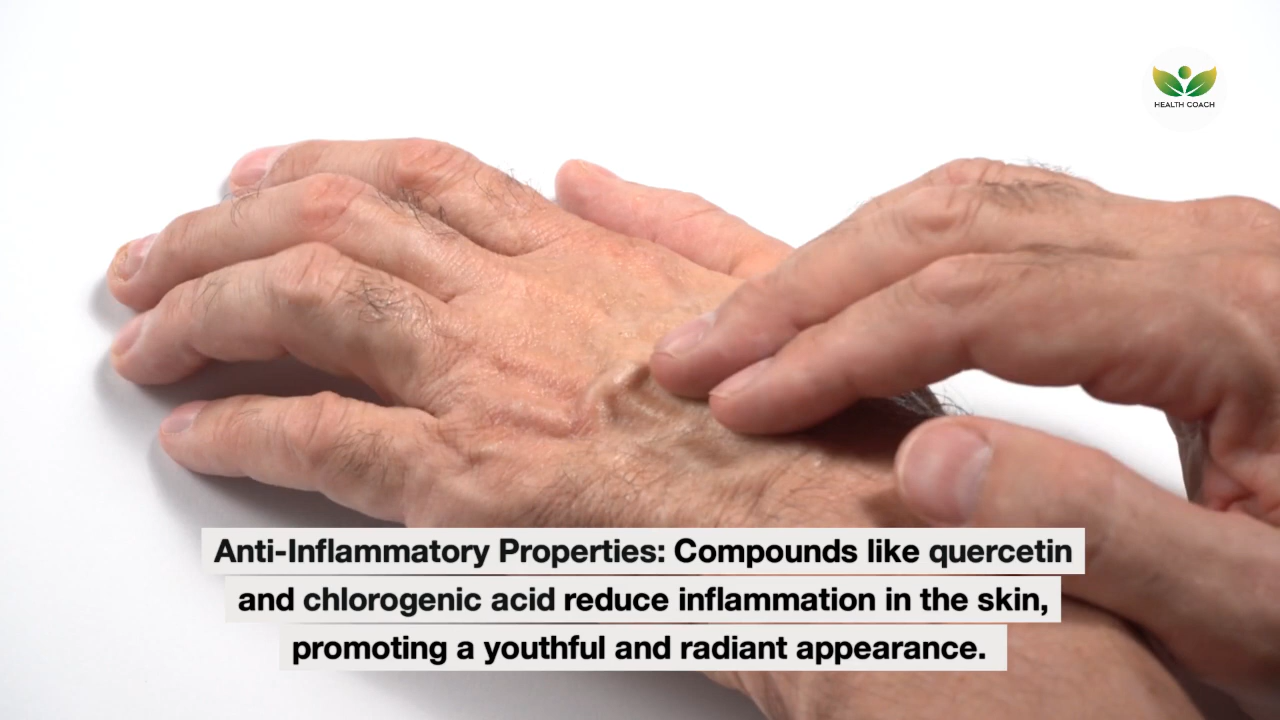 HEALTH COACH
Anti-Inflammatory Properties: Compounds like quercetin
and chlorogenic acid reduce inflammation in the skin,
promoting a youthful and radiant appearance.